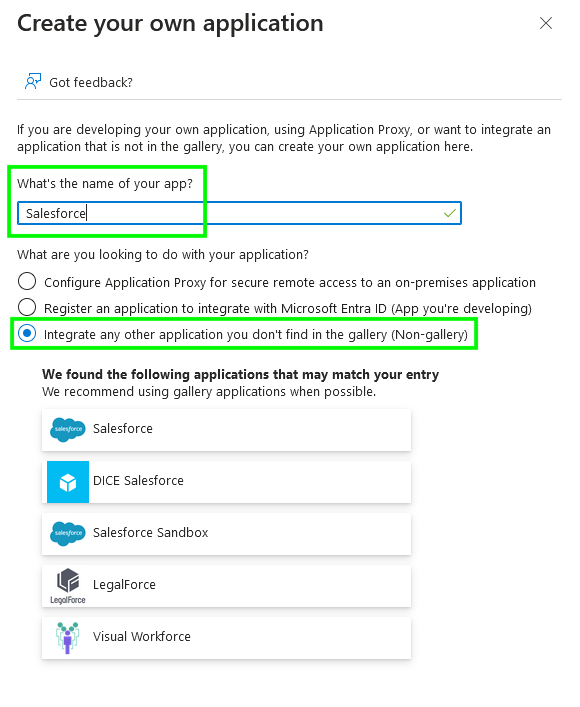 Create your own application
Got feedback?
If you are developing your own application, using Application Proxy, or want to integrate an
application that is not in the gallery, you can create your own application here.
What's the name of your app?
Salesforce
What are you looking to do with your application?
Configure Application Proxy for secure remote access to an on-premises application
Register an application to integrate with Microsoft Entra ID (App you're developing)
Integrate any other application you don't find in the gallery (Non-gallery)
We found the following applications that may match your entry
We recommend using gallery applications when possible.
salesforce Salesforce
DICE Salesforce
salesforce Salesforce Sandbox
LegalForce LegalForce
Visual Workforce